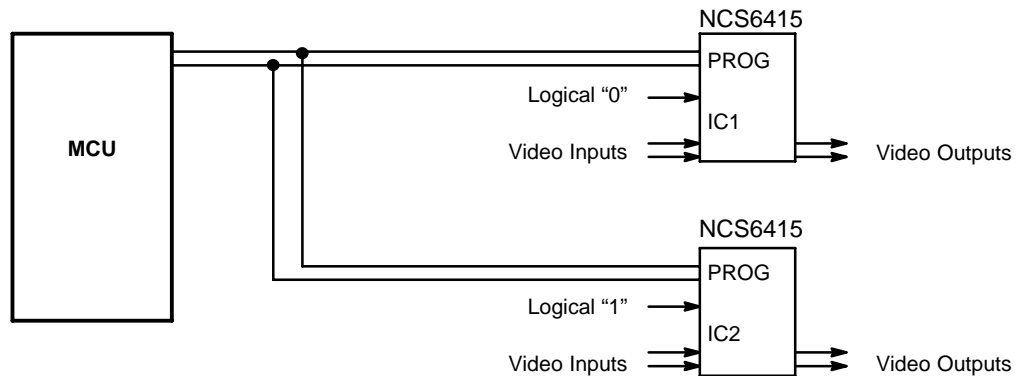 NCS6415
PROG
Logical “0”
IC1
MCU
Video Inputs
Video Outputs
NCS6415
PROG
Logical “1”
IC2
Video Inputs
Video Outputs